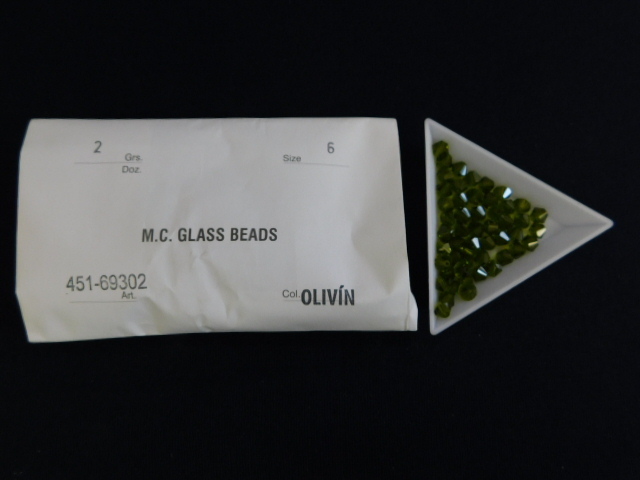 2 Grs. Size 6
Doz.
M.C. GLASS BEADS
451-69302
Art. Col. OLIVÍN